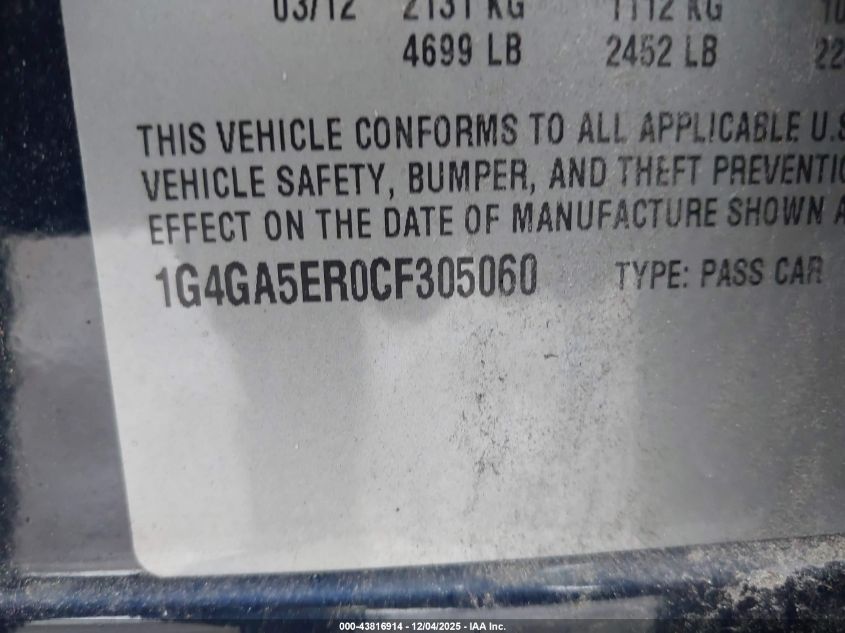 03/12 2131 KG 1112 KG 10
4699 LB 2452 LB 22
THIS VEHICLE CONFORMS TO ALL APPLICABLE U.S
VEHICLE SAFETY, BUMPER, AND THEFT PREVENTIO
EFFECT ON THE DATE OF MANUFACTURE SHOWN A
1G4GA5ER0CF305060 TYPE: PASS CAR
000-43816914 - 12/04/2025 - IAA Inc.